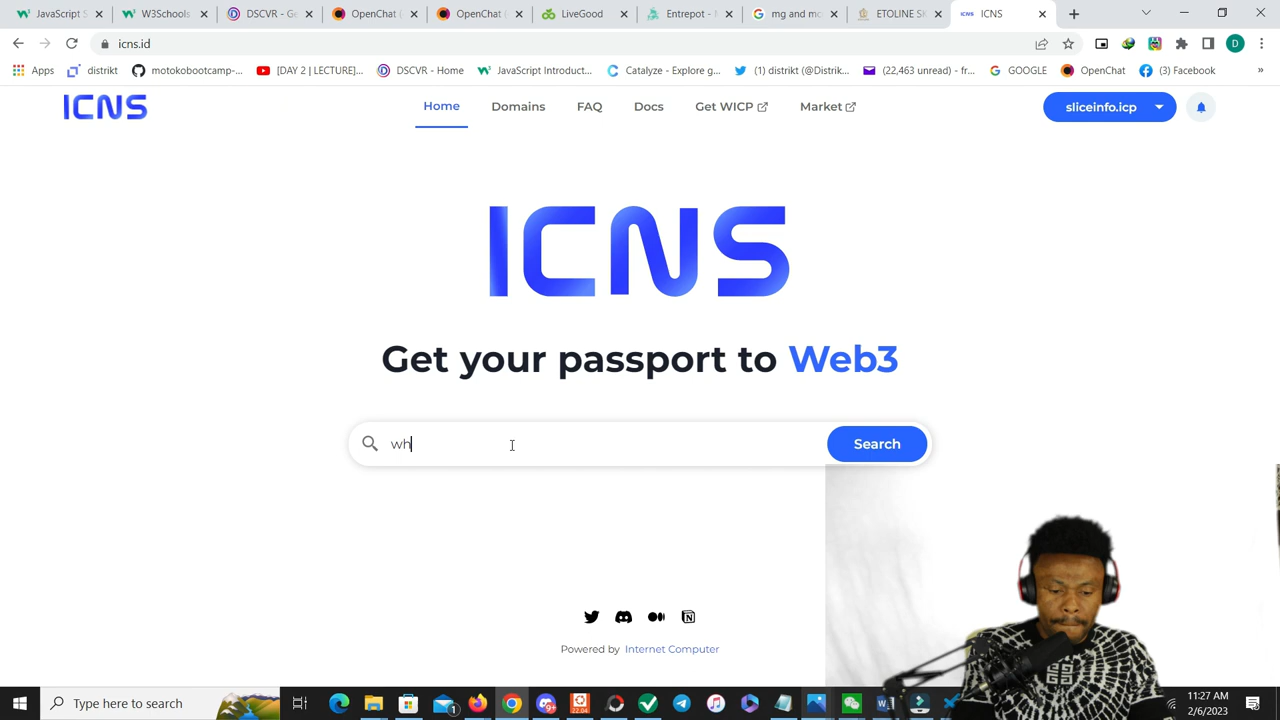 JavaScript S
W3Schools
DSCVR - Home
OpenChat (
OpenChat (
LiveGood
Entrepot - N
mg and mc
ETOLINE SK
ICNS
icns.id
D
Apps
distrikt
motokobootcamp-...
[DAY 2 | LECTURE]...
DSCVR - Home
JavaScript Introduct...
Catalyze - Explore g...
(1) distrikt (@Distrik...
(22,463 unread) - fr...
GOOGLE
OpenChat
(3) Facebook
»
ICNS
Home
Domains
FAQ
Docs
Get WICP
Market
sliceinfo.icp
ICNS
Get your passport to Web3
wh
Search
Powered by Internet Computer
Type here to search
11:27 AM
2/6/2023